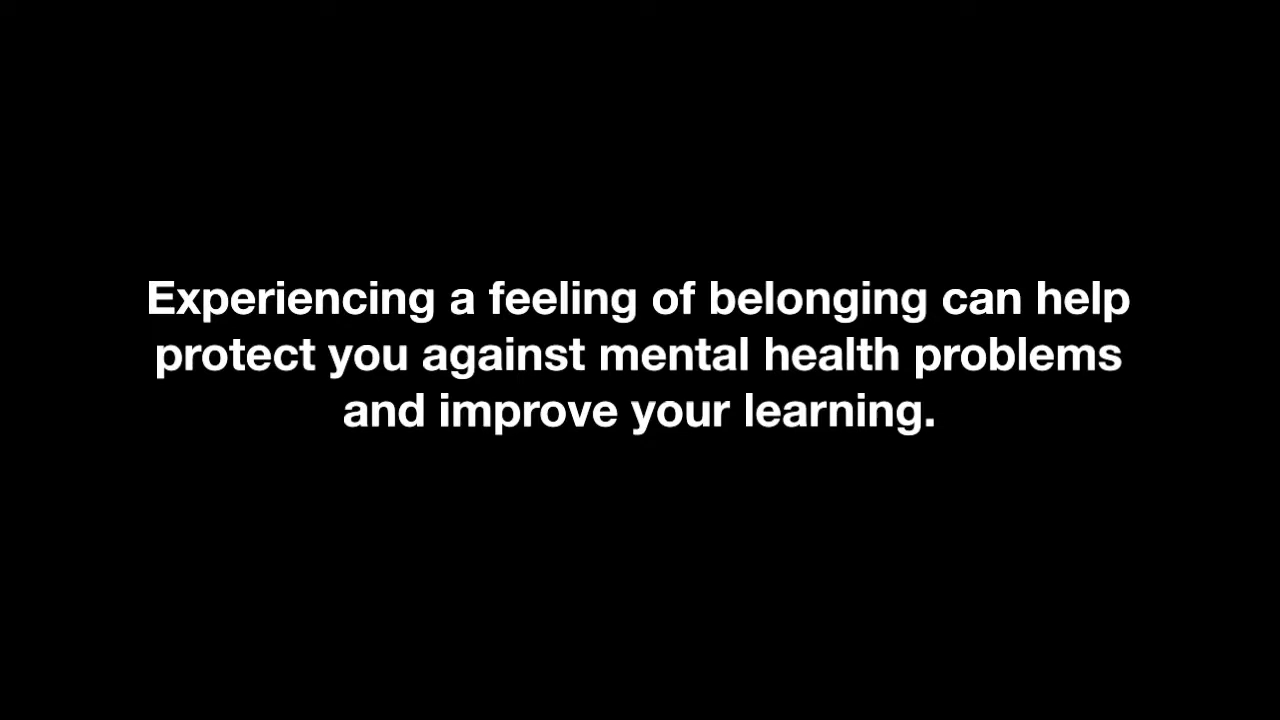 Experiencing a feeling of belonging can help
protect you against mental health problems
and improve your learning.